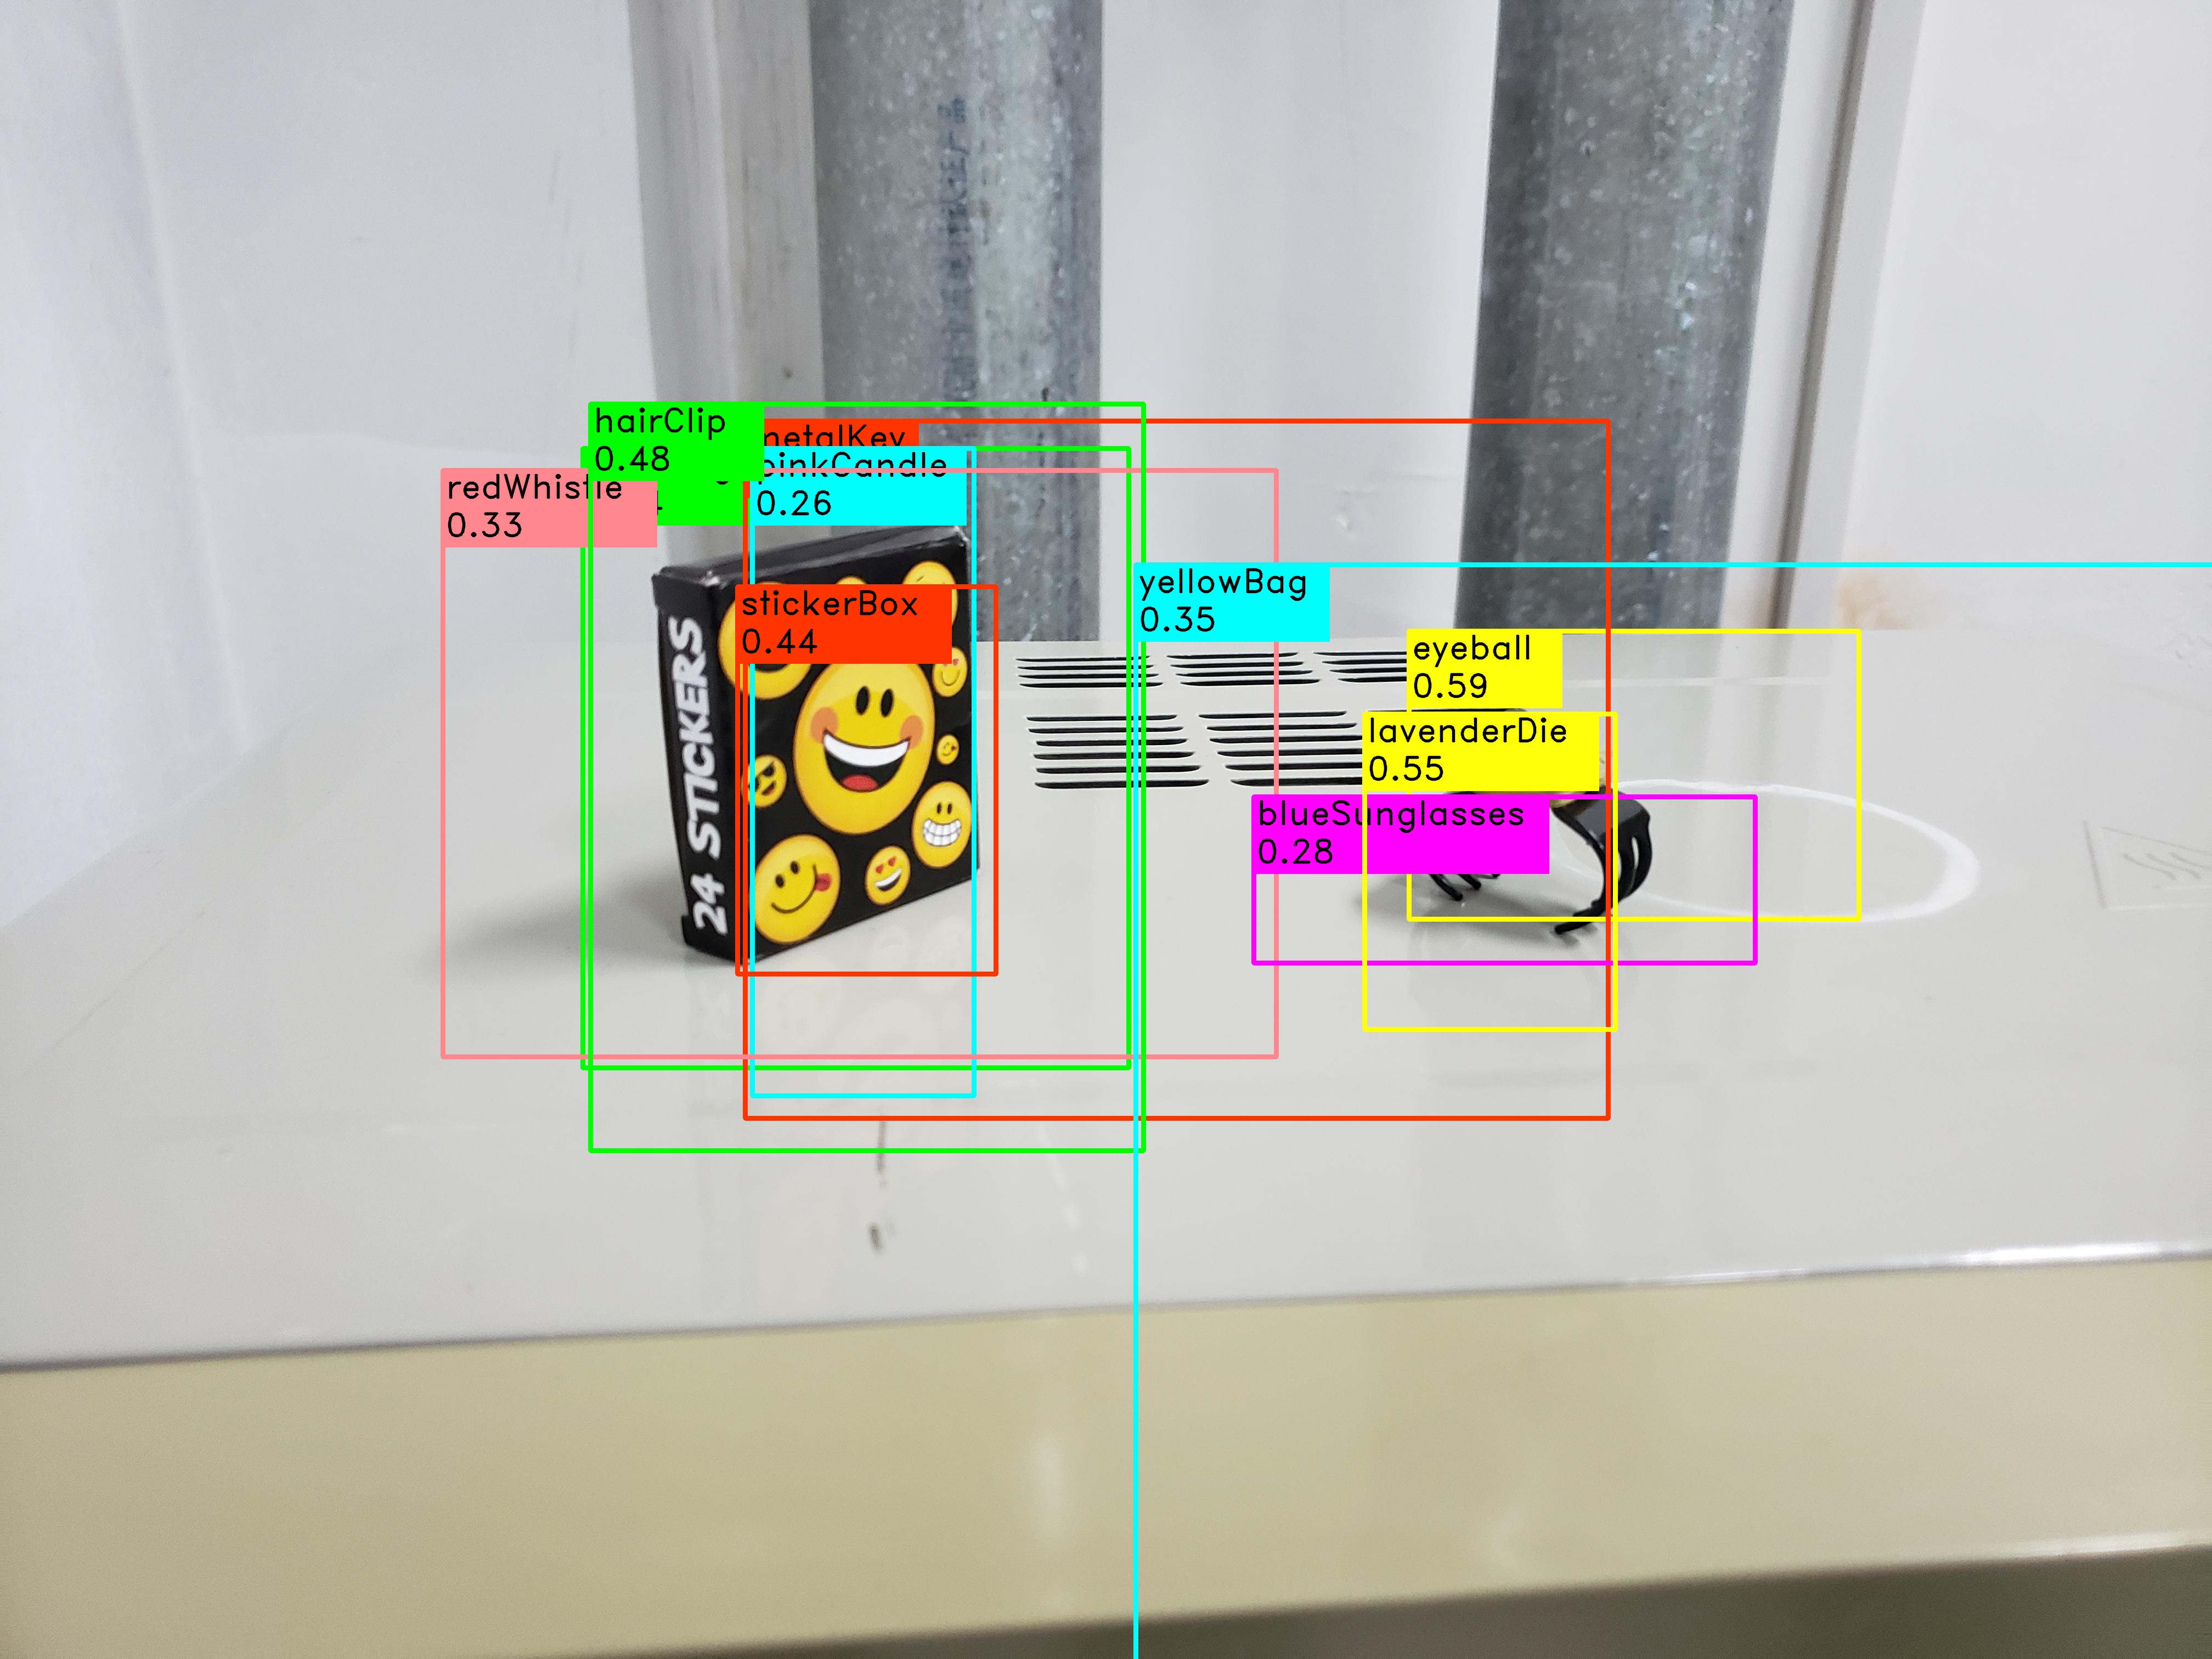 hairClip
0.48
metalKey
pinkCandle
0.26
redWhistle
0.33
stickerBox
0.44
yellowBag
0.35
eyeball
0.59
lavenderDie
0.55
blueSunglasses
0.28
24 STICKERS